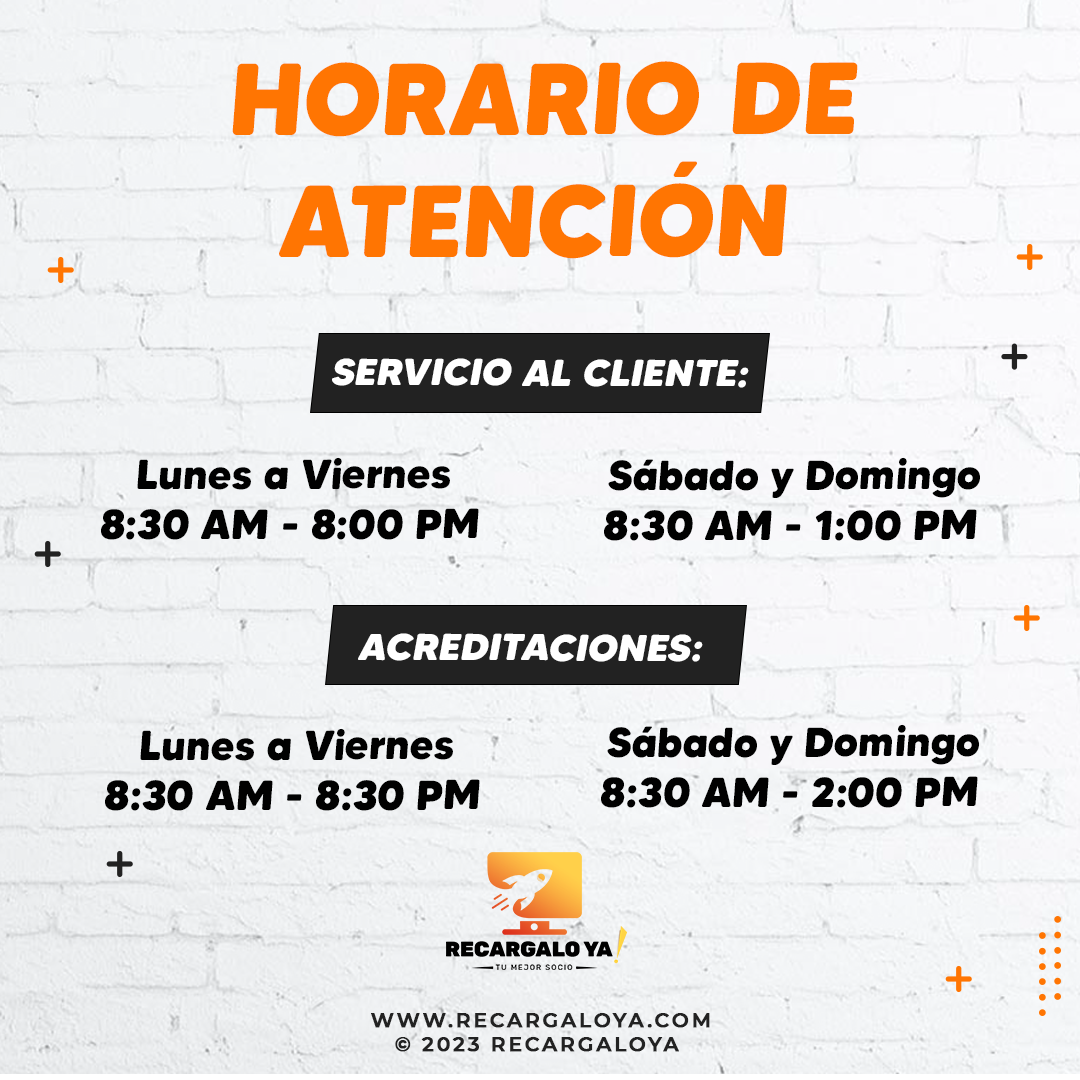 HORARIO DE
ATENCIÓN
SERVICIO AL CLIENTE:
Lunes a Viernes
8:30 AM - 8:00 PM
Sábado y Domingo
8:30 AM - 1:00 PM
ACREDITACIONES:
Lunes a Viernes
8:30 AM - 8:30 PM
Sábado y Domingo
8:30 AM - 2:00 PM
RECARGALO YA!
TU MEJOR SOCIO
WWW.RECARGALOYA.COM
© 2023 RECARGALOYA